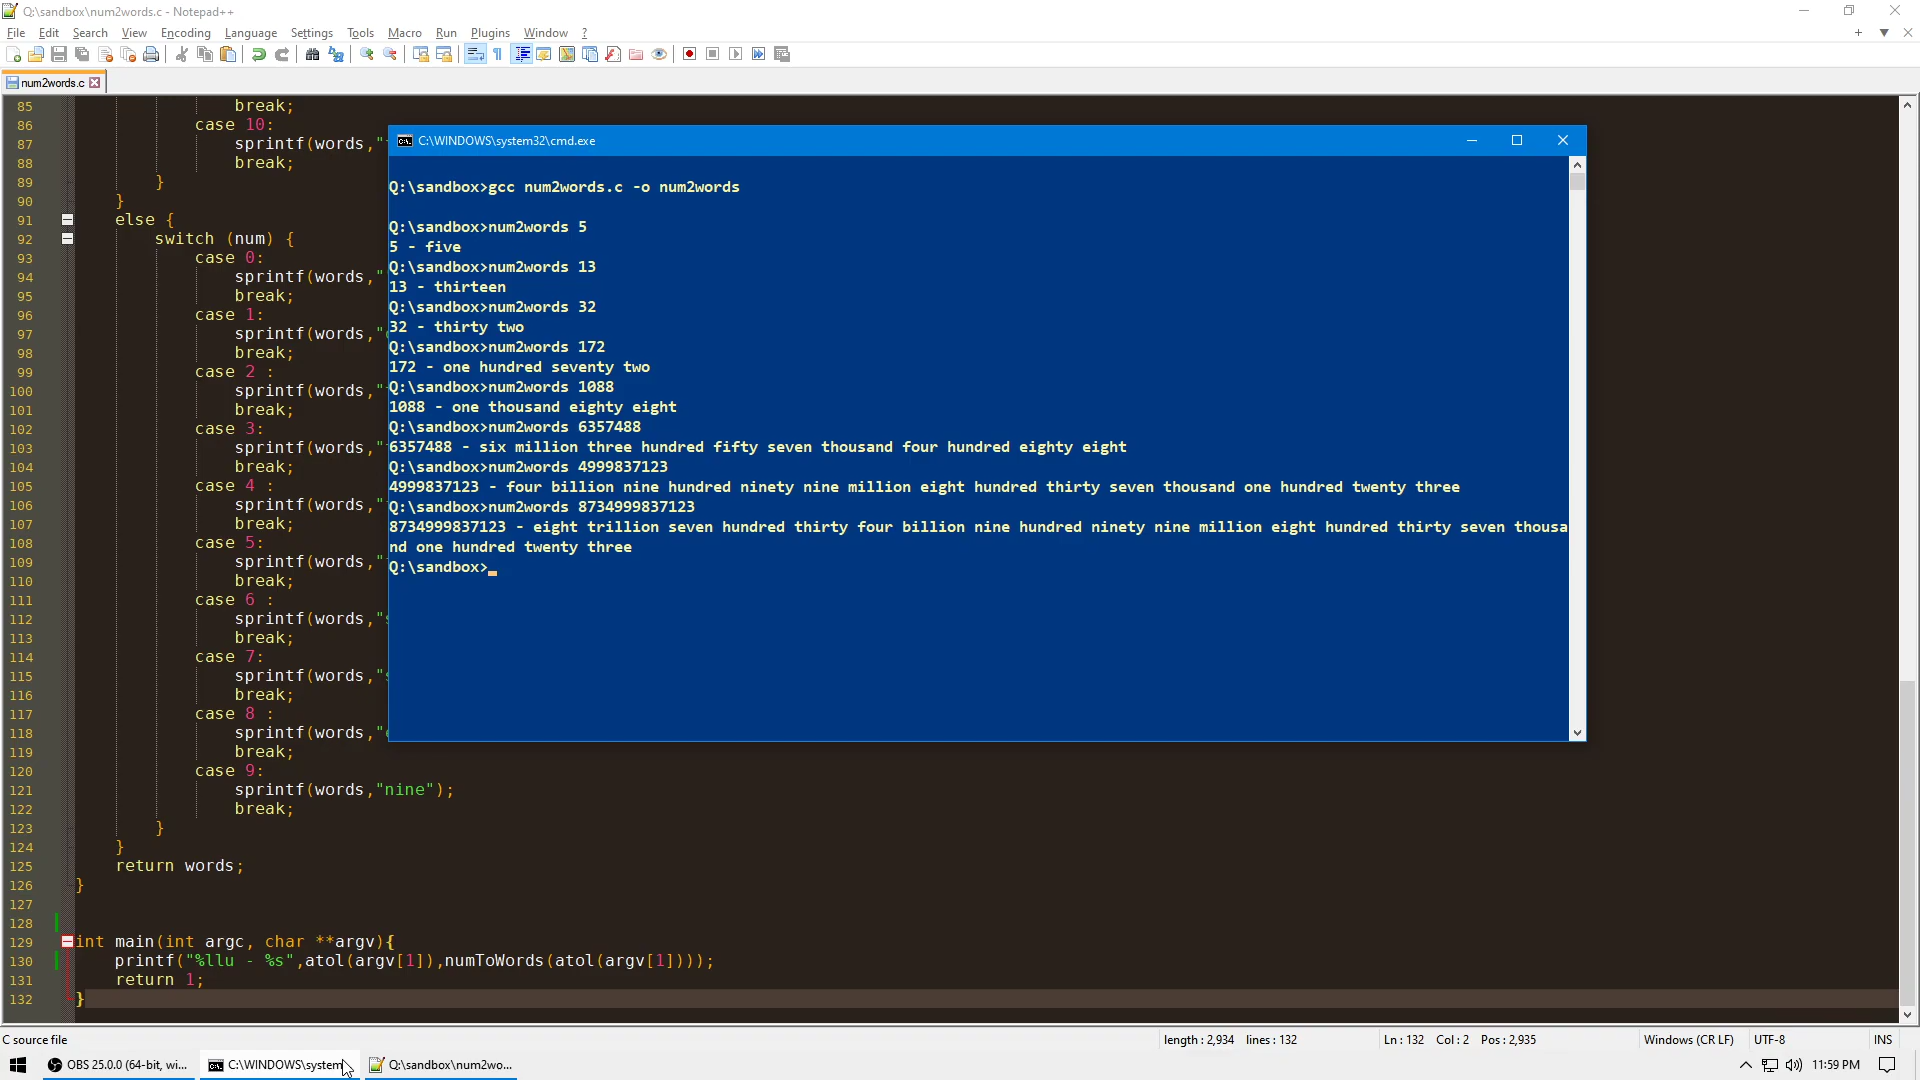 Q:\sandbox\num2words.c - Notepad++
File Edit Search View Encoding Language Settings Tools Macro Run Plugins Window ?
num2words.c
85 break;
86 case 10:
87 sprintf(words,"
88 break;
89 }
90 }
91 else {
92 switch (num) {
93 case 0:
94 sprintf(words,"
95 break;
96 case 1:
97 sprintf(words,"
98 break;
99 case 2 :
100 sprintf(words,"
101 break;
102 case 3:
103 sprintf(words,"
104 break;
105 case 4 :
106 sprintf(words,"
107 break;
108 case 5:
109 sprintf(words,"
110 break;
111 case 6 :
112 sprintf(words,"
113 break;
114 case 7:
115 sprintf(words,"
116 break;
117 case 8 :
118 sprintf(words,"
119 break;
120 case 9:
121 sprintf(words,"nine");
122 break;
123 }
124 }
125 return words;
126 }
127
128
129 int main(int argc, char **argv){
130 printf("%llu - %s",atol(argv[1]),numToWords(atol(argv[1])));
131 return 1;
132 }
C:\WINDOWS\system32\cmd.exe
Q:\sandbox>gcc num2words.c -o num2words
Q:\sandbox>num2words 5
5 - five
Q:\sandbox>num2words 13
13 - thirteen
Q:\sandbox>num2words 32
32 - thirty two
Q:\sandbox>num2words 172
172 - one hundred seventy two
Q:\sandbox>num2words 1088
1088 - one thousand eighty eight
Q:\sandbox>num2words 6357488
6357488 - six million three hundred fifty seven thousand four hundred eighty eight
Q:\sandbox>num2words 4999837123
4999837123 - four billion nine hundred ninety nine million eight hundred thirty seven thousand one hundred twenty three
Q:\sandbox>num2words 8734999837123
8734999837123 - eight trillion seven hundred thirty four billion nine hundred ninety nine million eight hundred thirty seven thousa
nd one hundred twenty three
Q:\sandbox>_
C source file length : 2,934 lines : 132 Ln : 132 Col : 2 Pos : 2,935 Windows (CR LF) UTF-8 INS
OBS 25.0.0 (64-bit, wi... C:\WINDOWS\system Q:\sandbox\num2wo... 11:59 PM